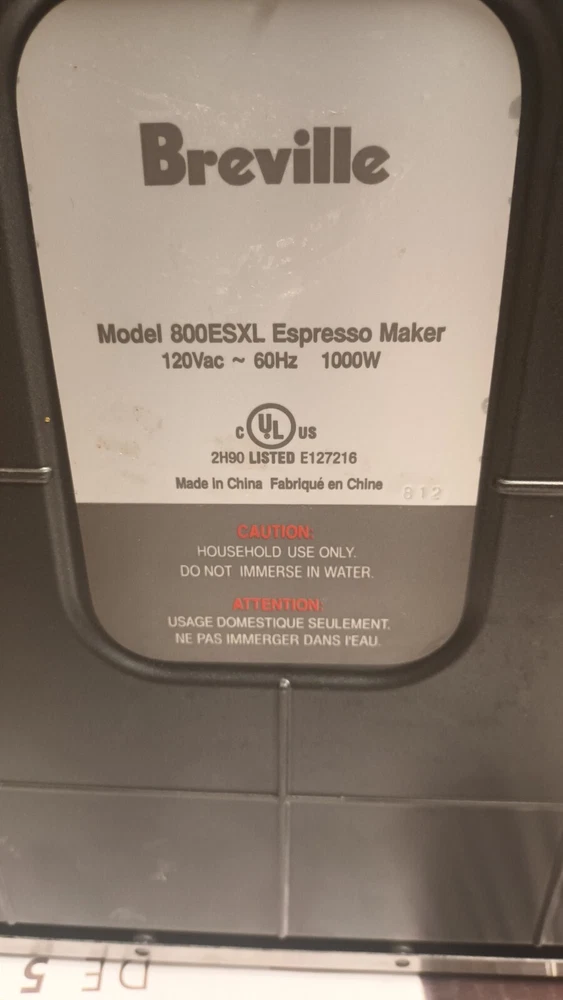 Breville
Model 800ESXL Espresso Maker
120Vac ~ 60Hz 1000W
C UL US
2H90 LISTED E127216
Made in China Fabriqué en Chine
812
CAUTION:
HOUSEHOLD USE ONLY.
DO NOT IMMERSE IN WATER.
ATTENTION:
USAGE DOMESTIQUE SEULEMENT.
NE PAS IMMERGER DANS I'EAU.
DE 5